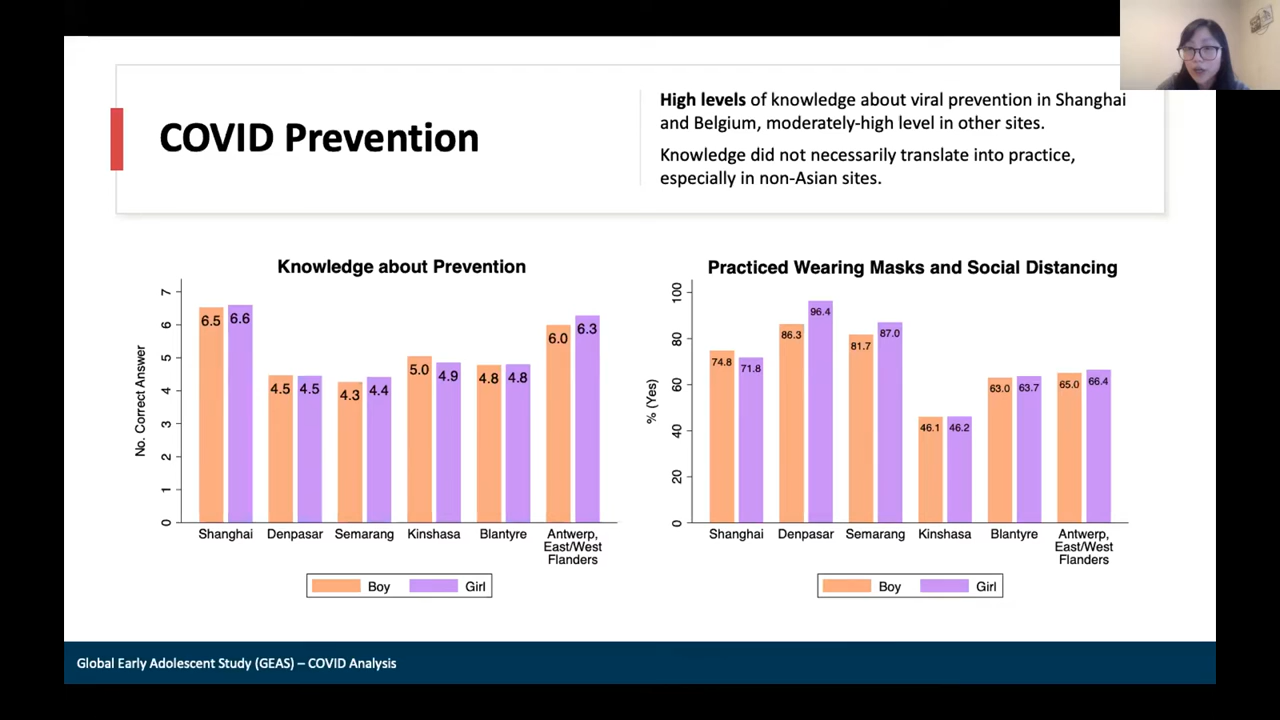 COVID Prevention
High levels of knowledge about viral prevention in Shanghai
and Belgium, moderately-high level in other sites.
Knowledge did not necessarily translate into practice,
especially in non-Asian sites.
Knowledge about Prevention
No. Correct Answer
7
6
5
4
3
2
1
0
6.5
6.6
4.5
4.5
4.3
4.4
5.0
4.9
4.8
4.8
6.0
6.3
Shanghai
Denpasar
Semarang
Kinshasa
Blantyre
Antwerp,
East/West
Flanders
Boy
Girl
Practiced Wearing Masks and Social Distancing
% (Yes)
100
80
60
40
20
0
74.8
71.8
86.3
96.4
81.7
87.0
46.1
46.2
63.0
63.7
65.0
66.4
Shanghai
Denpasar
Semarang
Kinshasa
Blantyre
Antwerp,
East/West
Flanders
Boy
Girl
Global Early Adolescent Study (GEAS) – COVID Analysis